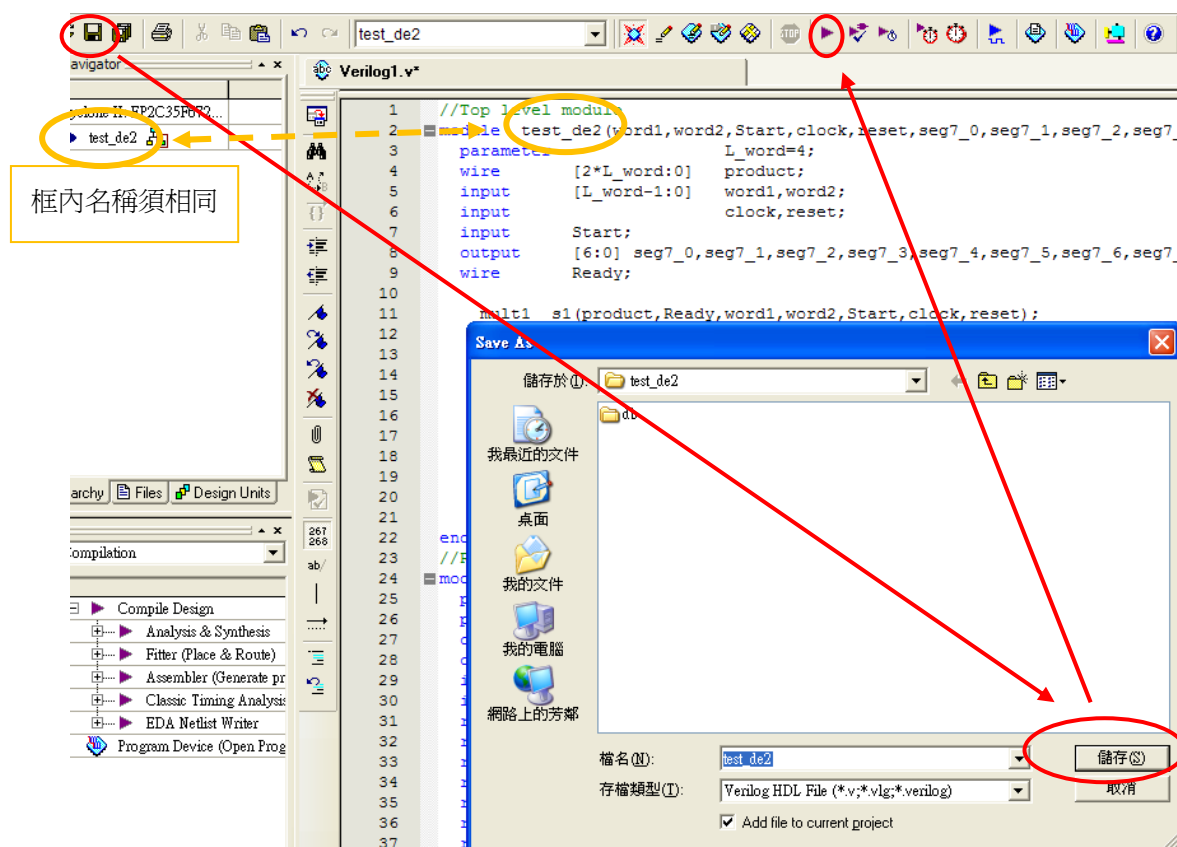 test_de2
avigator
Verilog1.v*
test_de2
框內名稱須相同
archy Files Design Units
Compilation
Compile Design
Analysis & Synthesis
Fitter (Place & Route)
Assembler (Generate pr
Classic Timing Analysis
EDA Netlist Writer
Program Device (Open Prog
267
268
ab/
1 //Top level module
2 module test_de2(word1,word2,Start,clock,reset,seg7_0,seg7_1,seg7_2,seg7_
3 parameter L_word=4;
4 wire [2*L_word:0] product;
5 input [L_word-1:0] word1,word2;
6 input clock,reset;
7 input Start;
8 output [6:0] seg7_0,seg7_1,seg7_2,seg7_3,seg7_4,seg7_5,seg7_6,seg7_
9 wire Ready;
10
11 mult1 s1(product,Ready,word1,word2,Start,clock,reset);
12
13
14
15
16
17
18
19
20
21
22 end
23
24 mod
25
26
27
28
29
30
31
32
33
34
35
36
37
Save As
儲存於(I): test_de2
db
我最近的文件
桌面
我的文件
我的電腦
網路上的芳鄰
檔名(N): test_de2 儲存(S)
存檔類型(T): Verilog HDL File (*.v;*.vlg;*.verilog) 取消
Add file to current project